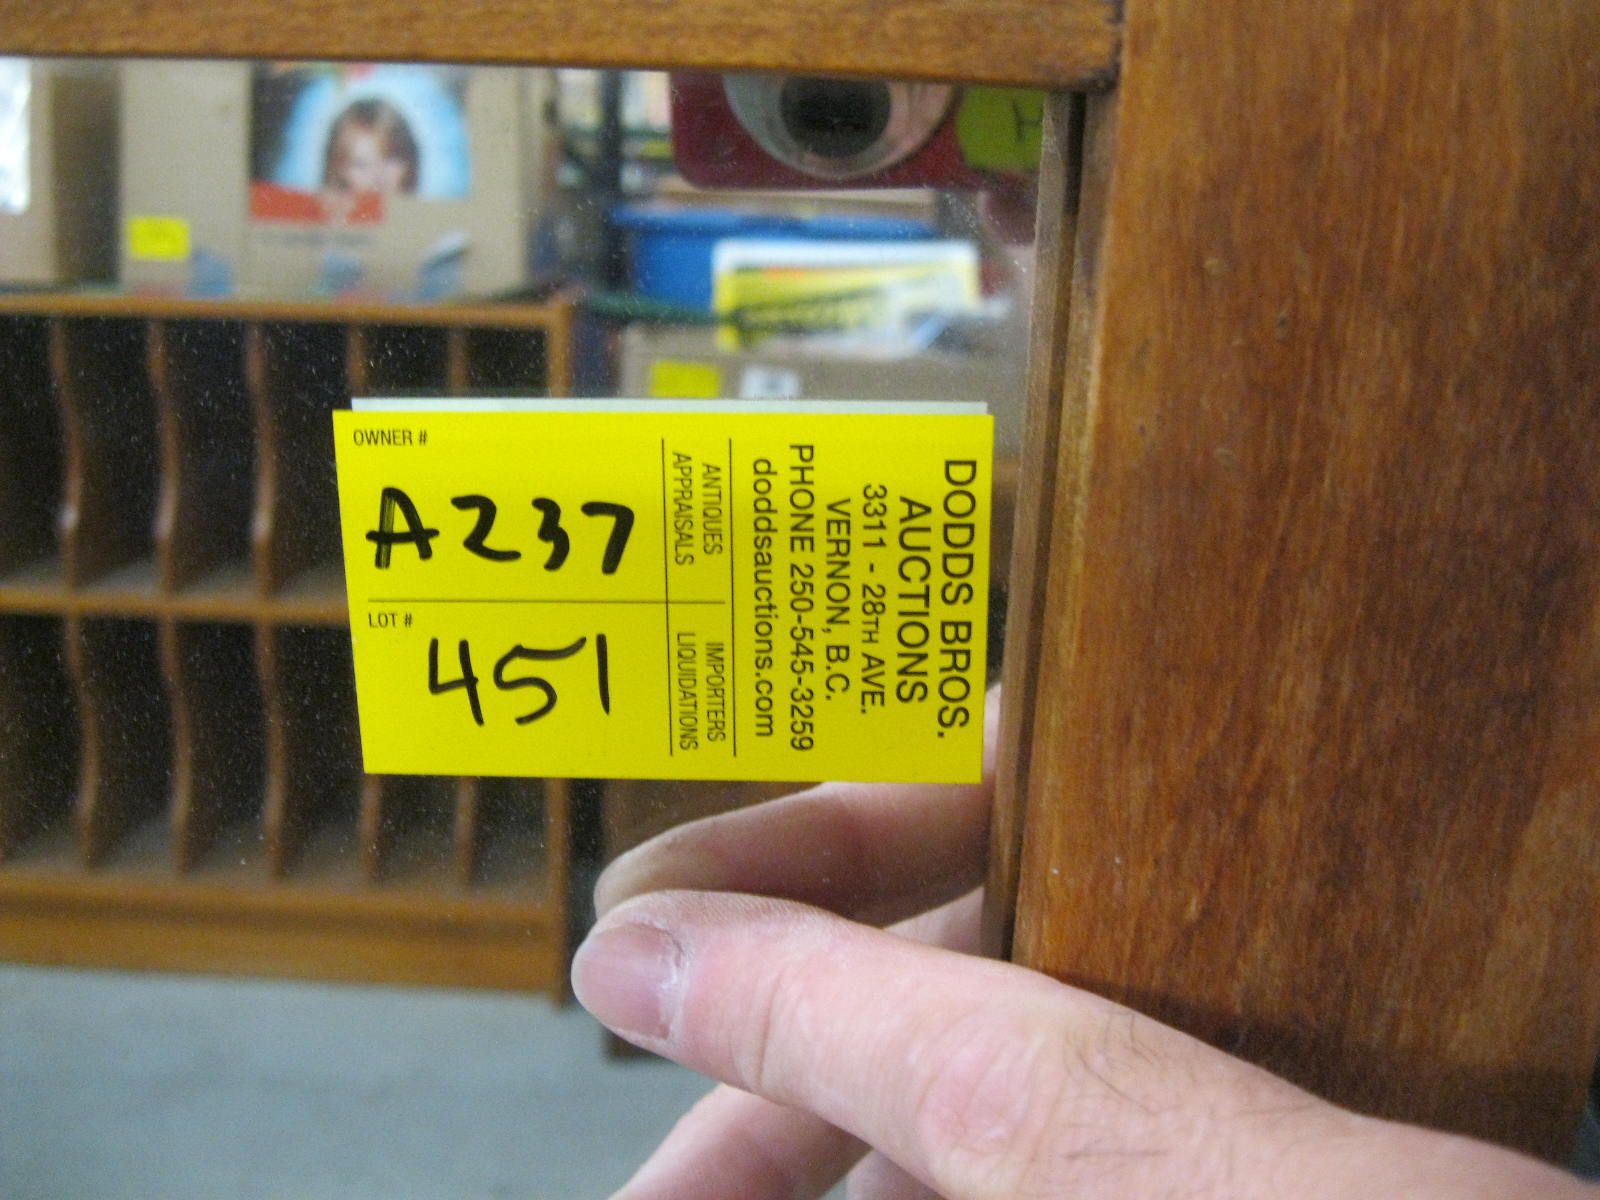 OWNER #
A237
LOT #
451
ANTIQUES
APPRAISALS
IMPORTERS
LIQUIDATIONS
DODDS BROS.
AUCTIONS
3311 - 28TH AVE.
VERNON, B.C.
PHONE 250-545-3259
doddsauctions.com